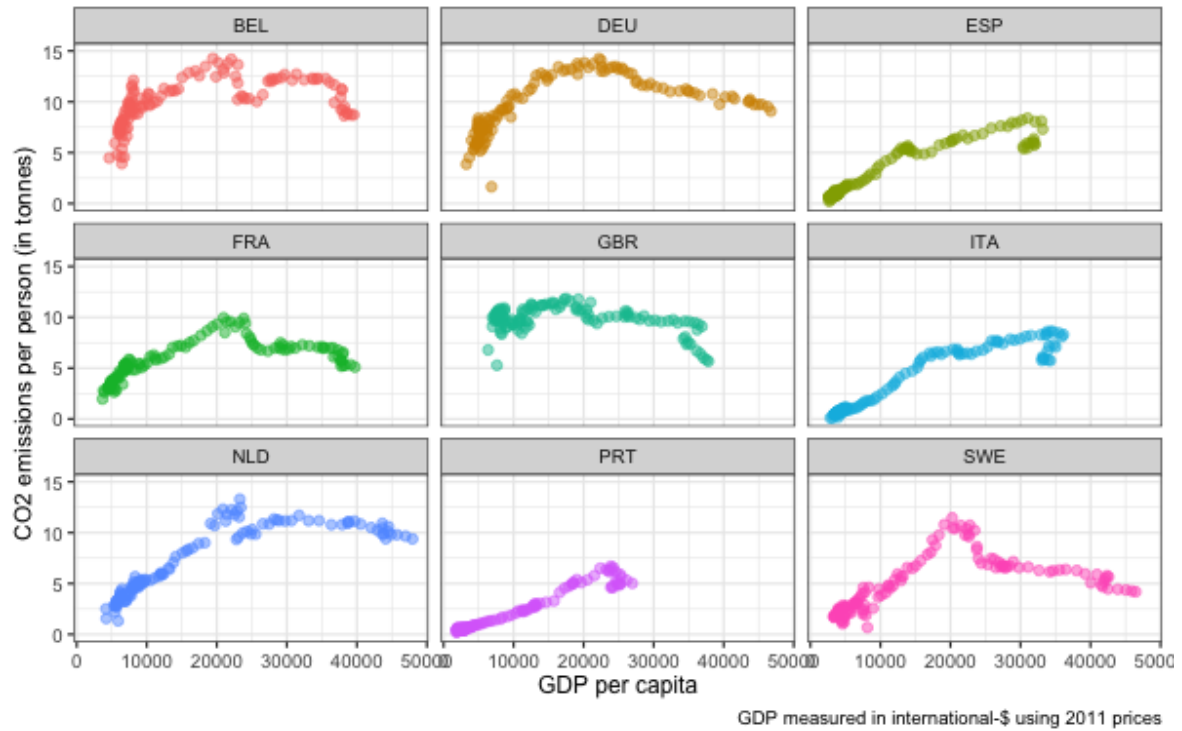 BEL DEU ESP
15
10
5
0
FRA GBR ITA
15
10
5
0
NLD PRT SWE
15
10
5
0
0 10000 20000 30000 40000 50000 0 10000 20000 30000 40000 50000 0 10000 20000 30000 40000 5000
CO2 emissions per person (in tonnes)
GDP per capita
GDP measured in international-$ using 2011 prices